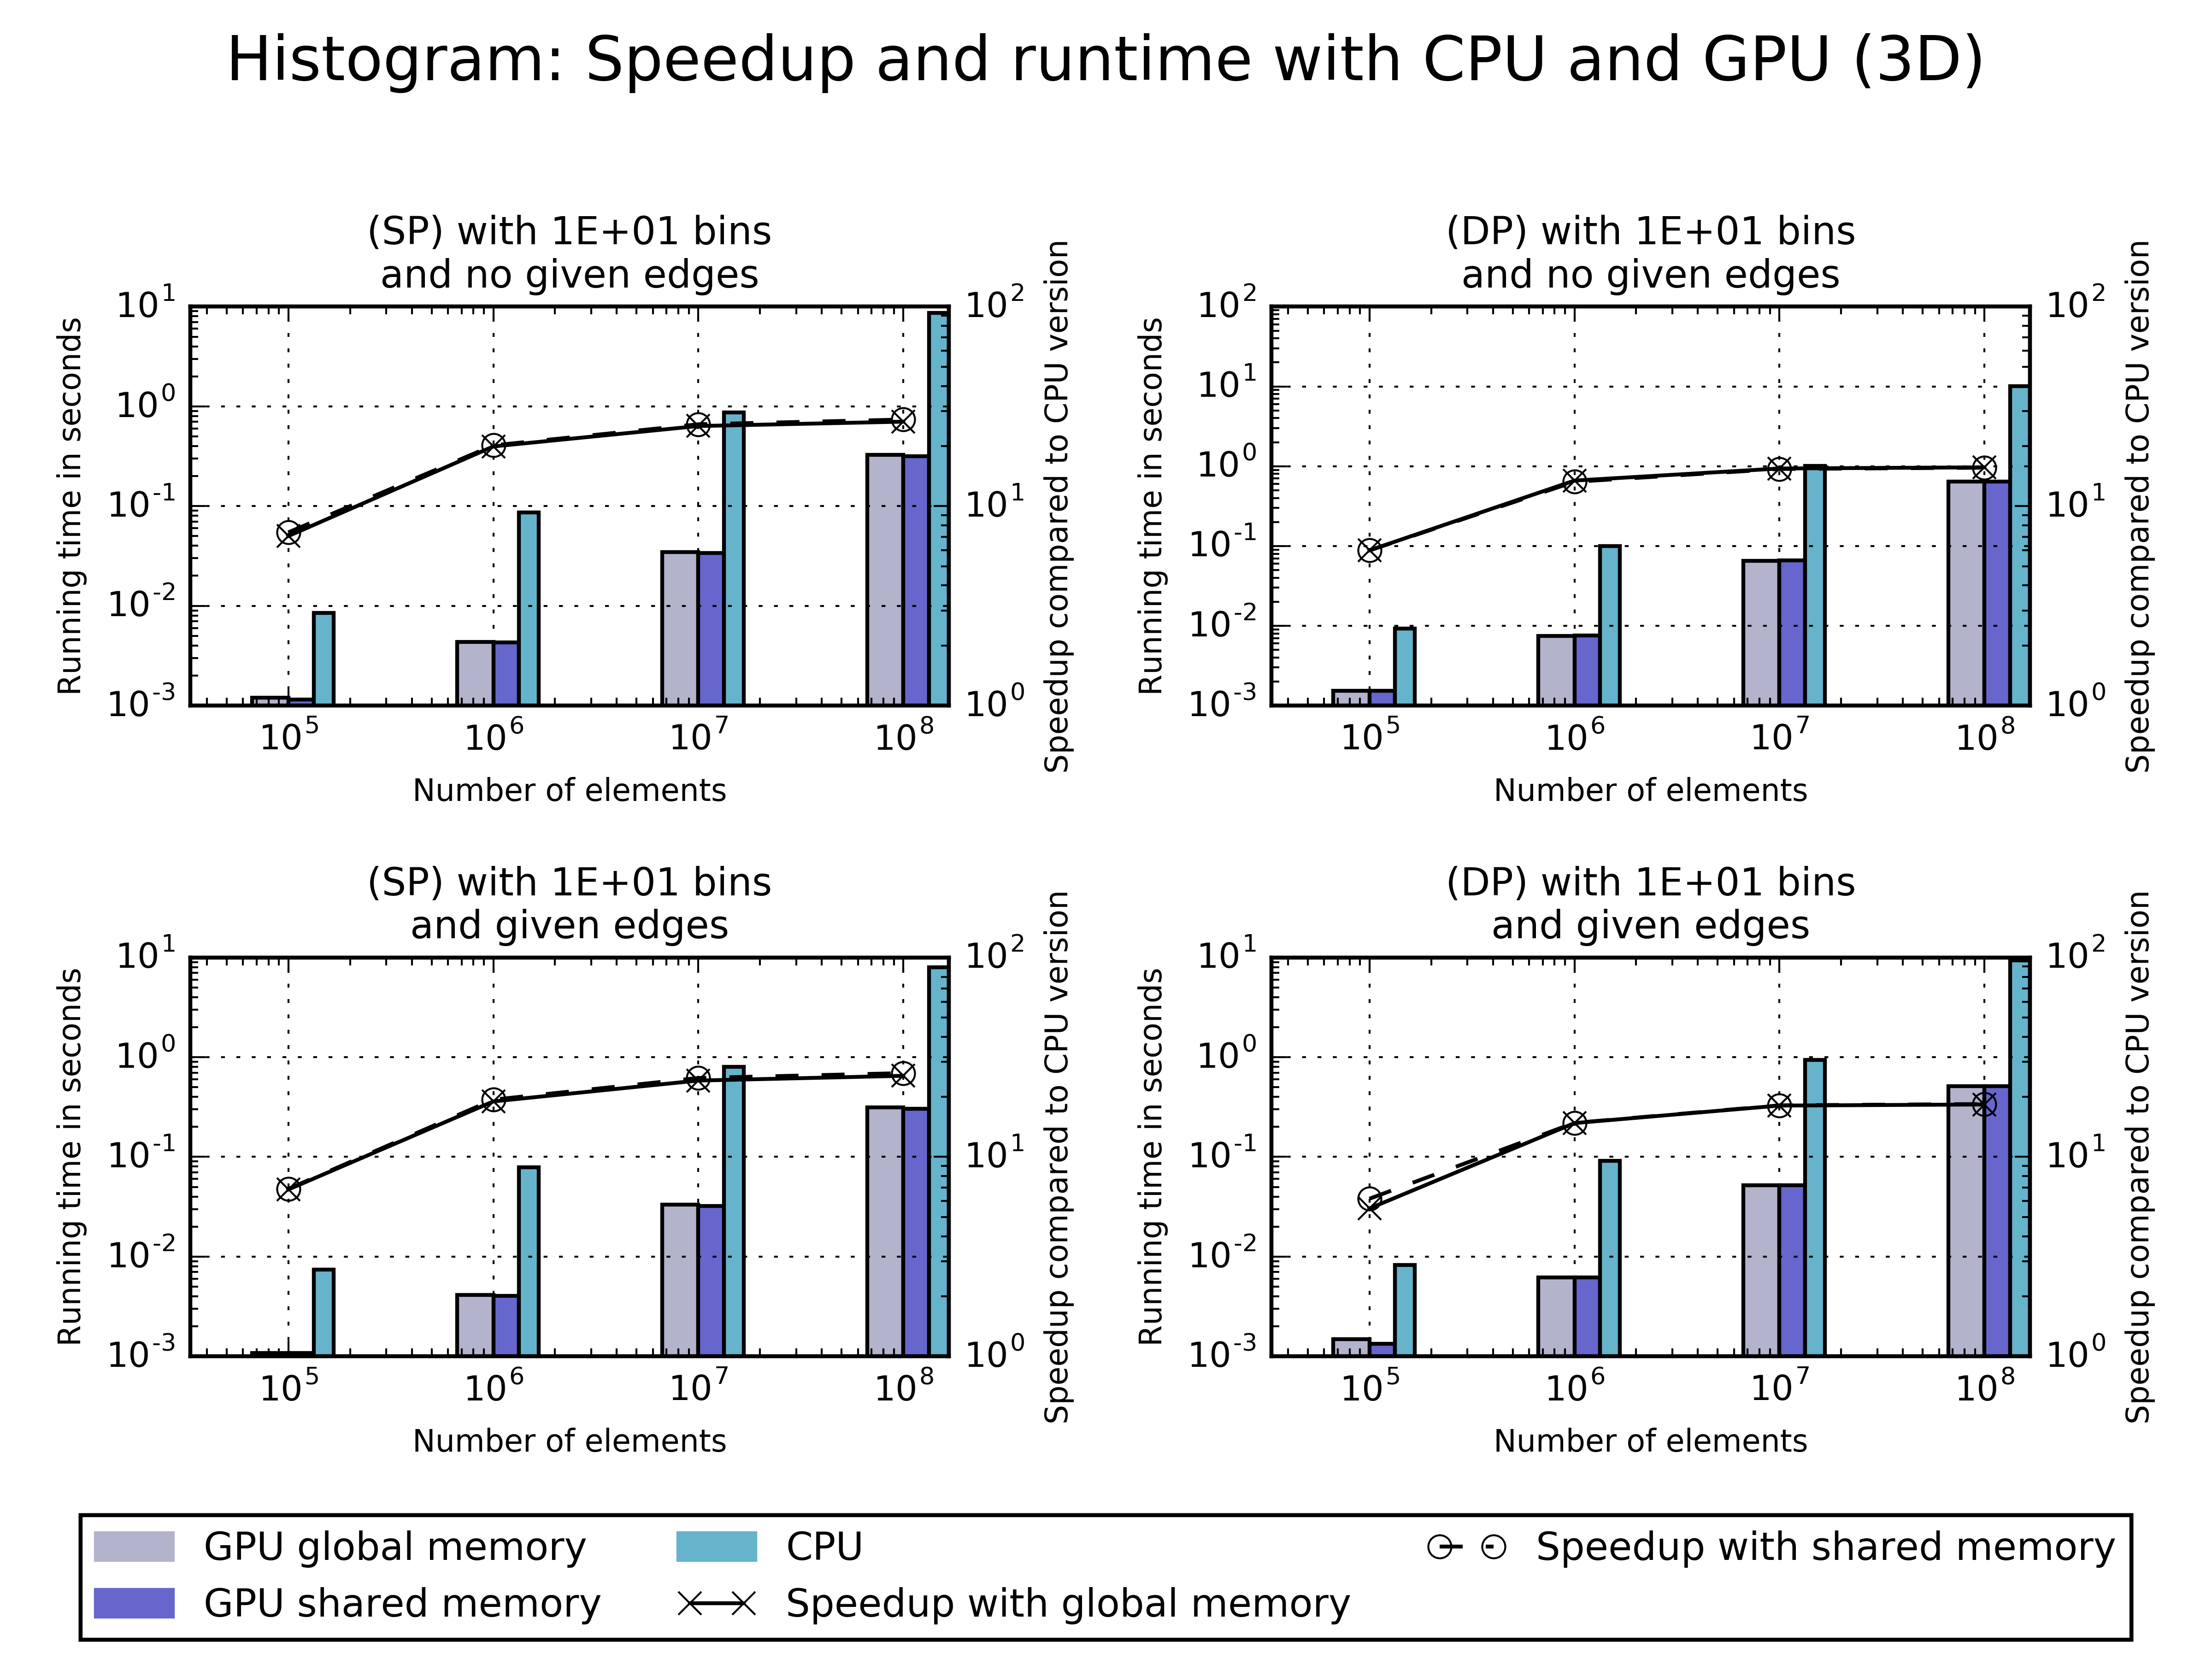 Histogram: Speedup and runtime with CPU and GPU (3D)
(SP) with 1E+01 bins
and no given edges
Running time in seconds
10^1
10^0
10^-1
10^-2
10^-3
10^2
10^1
10^0
Speedup compared to CPU version
10^5 10^6 10^7 10^8
Number of elements
(DP) with 1E+01 bins
and no given edges
Running time in seconds
10^2
10^1
10^0
10^-1
10^-2
10^-3
10^2
10^1
10^0
Speedup compared to CPU version
10^5 10^6 10^7 10^8
Number of elements
(SP) with 1E+01 bins
and given edges
Running time in seconds
10^1
10^0
10^-1
10^-2
10^-3
10^2
10^1
10^0
Speedup compared to CPU version
10^5 10^6 10^7 10^8
Number of elements
(DP) with 1E+01 bins
and given edges
Running time in seconds
10^1
10^0
10^-1
10^-2
10^-3
10^2
10^1
10^0
Speedup compared to CPU version
10^5 10^6 10^7 10^8
Number of elements
GPU global memory
GPU shared memory
CPU
Speedup with global memory
Speedup with shared memory